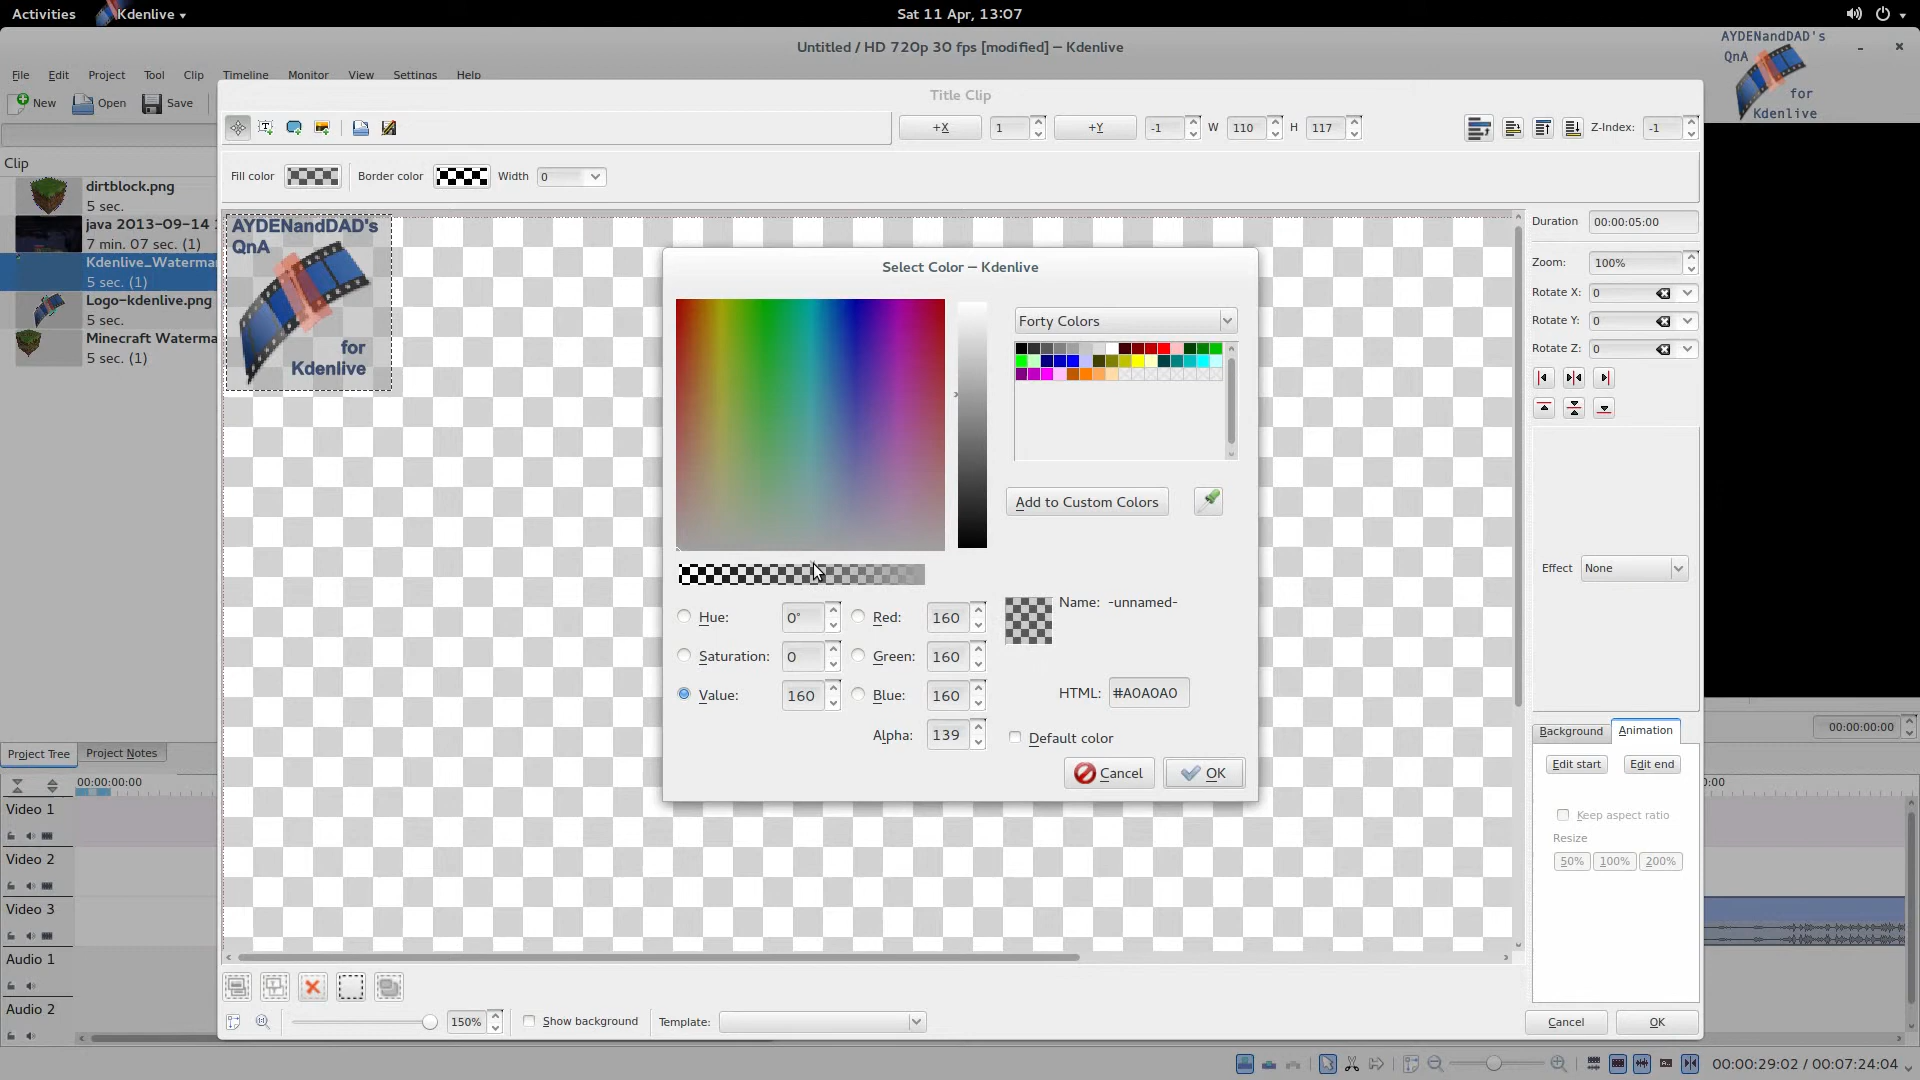 Activities
Kdenlive
Sat 11 Apr, 13:07
Untitled / HD 720p 30 fps [modified] – Kdenlive
AYDENandDAD's
QnA
for
Kdenlive
File Edit Project Tool Clip Timeline Monitor View Settings Help
New Open Save
Title Clip
+X 1 +Y -1 W 110 H 117 Z-Index: -1
Fill color Border color Width 0
Clip
dirtblock.png
5 sec.
java 2013-09-14
7 min. 07 sec. (1)
Kdenlive_Waterma
5 sec. (1)
Logo-kdenlive.png
5 sec.
Minecraft Waterma
5 sec. (1)
AYDENandDAD's
QnA
for
Kdenlive
Select Color – Kdenlive
Forty Colors
Add to Custom Colors
Hue: 0° Red: 160
Saturation: 0 Green: 160
Value: 160 Blue: 160
Alpha: 139
Name: -unnamed-
HTML: #A0A0A0
Default color
Cancel OK
Duration 00:00:05:00
Zoom: 100%
Rotate X: 0
Rotate Y: 0
Rotate Z: 0
Effect None
Background Animation
Edit start Edit end
Keep aspect ratio
Resize
50% 100% 200%
00:00:00:00
Project Tree Project Notes
00:00:00:00
:00
Video 1
Video 2
Video 3
Audio 1
Audio 2
150% Show background Template:
Cancel OK
00:00:29:02 / 00:07:24:04